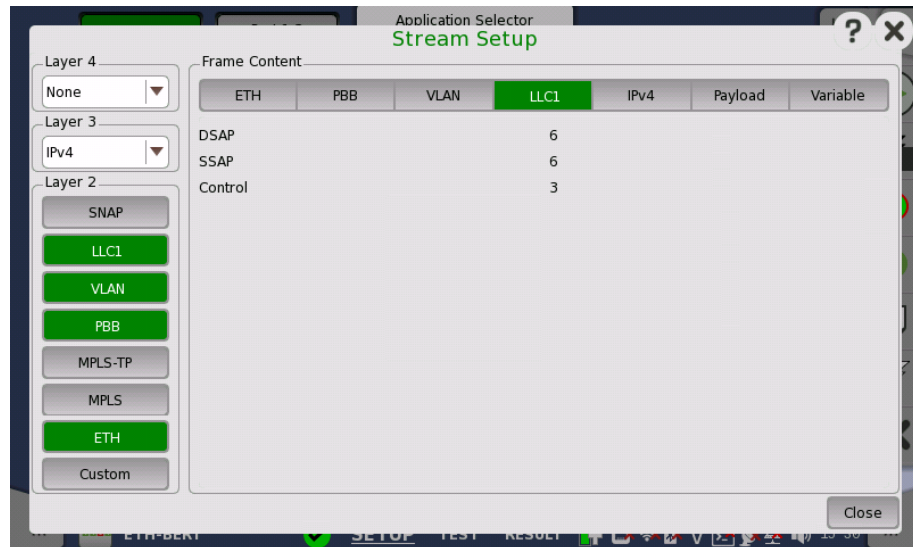 Application Selector
Stream Setup
? X
Layer 4
None
Layer 3
IPv4
Layer 2
SNAP
LLC1
VLAN
PBB
MPLS-TP
MPLS
ETH
Custom
Frame Content
ETH PBB VLAN LLC1 IPv4 Payload Variable
DSAP 6
SSAP 6
Control 3
Close
ETH-BERT SETUP TEST RESULT